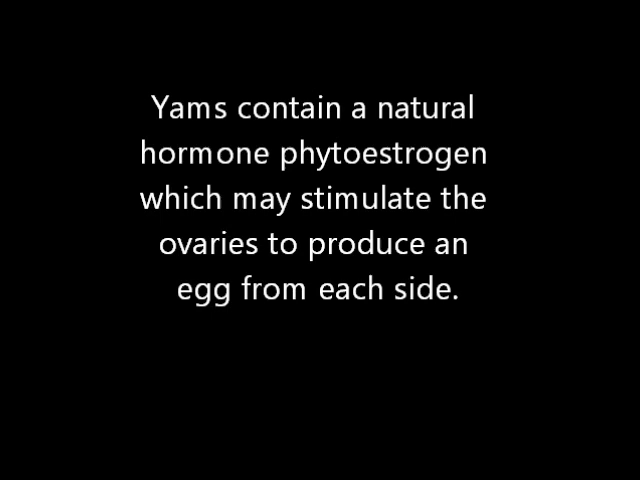 Yams contain a natural
hormone phytoestrogen
which may stimulate the
ovaries to produce an
egg from each side.